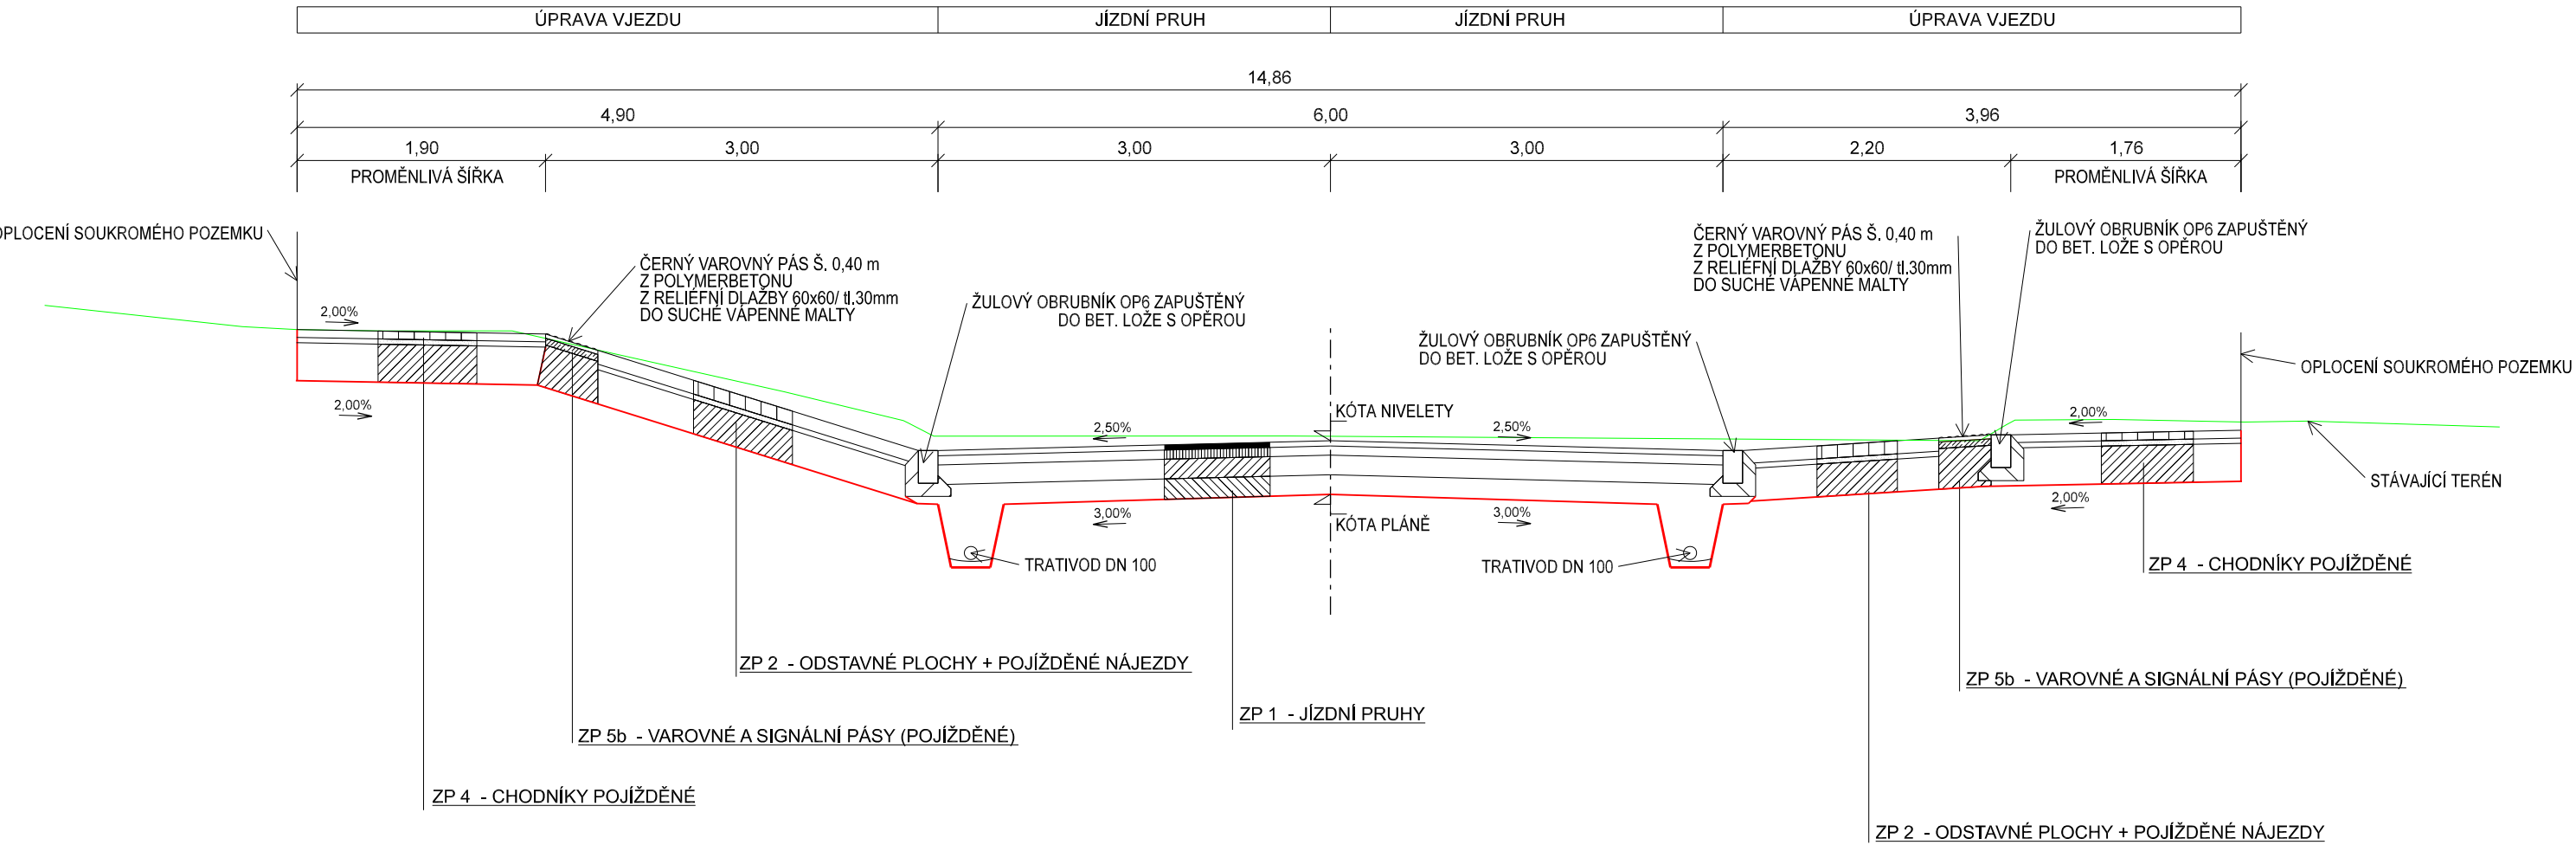 ÚPRAVA VJEZDU
JÍZDNÍ PRUH
JÍZDNÍ PRUH
ÚPRAVA VJEZDU
14,86
4,90
6,00
3,96
1,90
3,00
3,00
3,00
2,20
1,76
PROMĚNLIVÁ ŠÍŘKA
PROMĚNLIVÁ ŠÍŘKA
OPLOCENÍ SOUKROMÉHO POZEMKU
ČERNÝ VAROVNÝ PÁS Š. 0,40 m
Z POLYMERBETONU
Z RELIÉFNÍ DLAŽBY 60x60/ tl.30mm
DO SUCHÉ VÁPENNÉ MALTY
ŽULOVÝ OBRUBNÍK OP6 ZAPUŠTĚNÝ
DO BET. LOŽE S OPĚROU
ČERNÝ VAROVNÝ PÁS Š. 0,40 m
Z POLYMERBETONU
Z RELIÉFNÍ DLAŽBY 60x60/ tl.30mm
DO SUCHÉ VÁPENNÉ MALTY
ŽULOVÝ OBRUBNÍK OP6 ZAPUŠTĚNÝ
DO BET. LOŽE S OPĚROU
ŽULOVÝ OBRUBNÍK OP6 ZAPUŠTĚNÝ
DO BET. LOŽE S OPĚROU
OPLOCENÍ SOUKROMÉHO POZEMKU
2,00%
2,00%
2,50%
KÓTA NIVELETY
2,50%
2,00%
STÁVAJÍCÍ TERÉN
3,00%
KÓTA PLÁNĚ
3,00%
2,00%
TRATIVOD DN 100
TRATIVOD DN 100
ZP 4 - CHODNÍKY POJÍŽDĚNÉ
ZP 2 - ODSTAVNÉ PLOCHY + POJÍŽDĚNÉ NÁJEZDY
ZP 5b - VAROVNÉ A SIGNÁLNÍ PÁSY (POJÍŽDĚNÉ)
ZP 1 - JÍZDNÍ PRUHY
ZP 5b - VAROVNÉ A SIGNÁLNÍ PÁSY (POJÍŽDĚNÉ)
ZP 4 - CHODNÍKY POJÍŽDĚNÉ
ZP 2 - ODSTAVNÉ PLOCHY + POJÍŽDĚNÉ NÁJEZDY